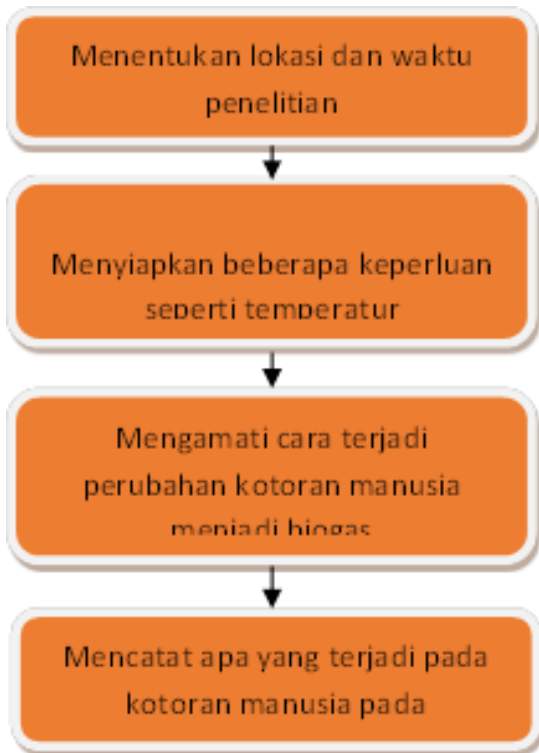 Menentukan lokasi dan waktu
penelitian
Menyiapkan beberapa keperluan
seperti temperatur
Mengamati cara terjadi
perubahan kotoran manusia
menjadi biogas
Mencatat apa yang terjadi pada
kotoran manusia pada